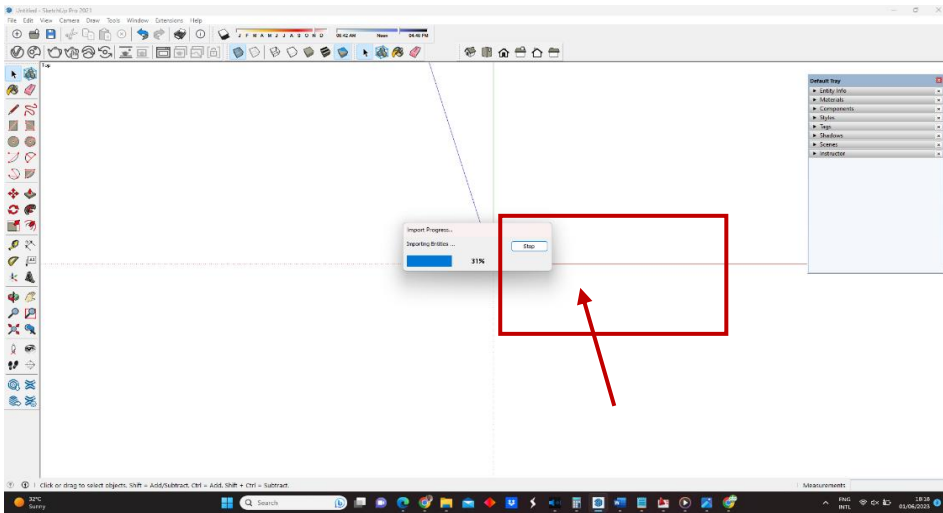 Untitled - SketchUp Pro 2021
File Edit View Camera Draw Tools Window Extensions Help
J F M A M J J A S O N D 06:42 AM Noon 04:45 PM
Top
Default Tray
Entity Info
Materials
Components
Styles
Tags
Shadows
Scenes
Instructor
Import Progress...
Importing Entities ...
Stop
31%
Click or drag to select objects. Shift = Add/Subtract. Ctrl = Add. Shift + Ctrl = Subtract.
Measurements
32°C
Sunny
Search
ENG
INTL
18:16
01/06/2023